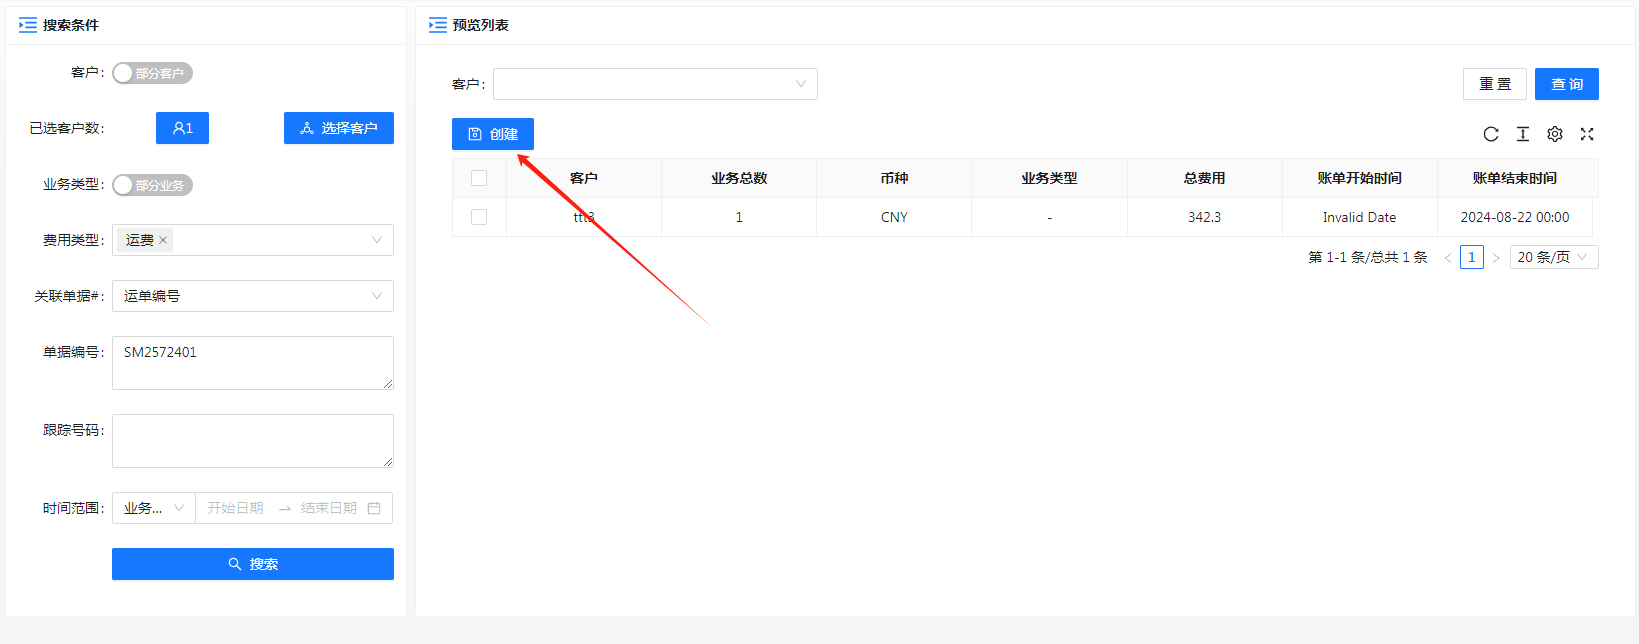 搜索条件
客户:
部分客户
已选客户数:
1
选择客户
业务类型:
部分业务
费用类型:
运费
关联单据#:
运单编号
单据编号:
SM2572401
跟踪号码:
时间范围:
业务...
开始日期
结束日期
搜索
预览列表
客户:
重 置
查 询
创建
客户 业务总数 币种 业务类型 总费用 账单开始时间 账单结束时间
ttt3 1 CNY - 342.3 Invalid Date 2024-08-22 00:00
第 1-1 条/总共 1 条 1 20 条/页